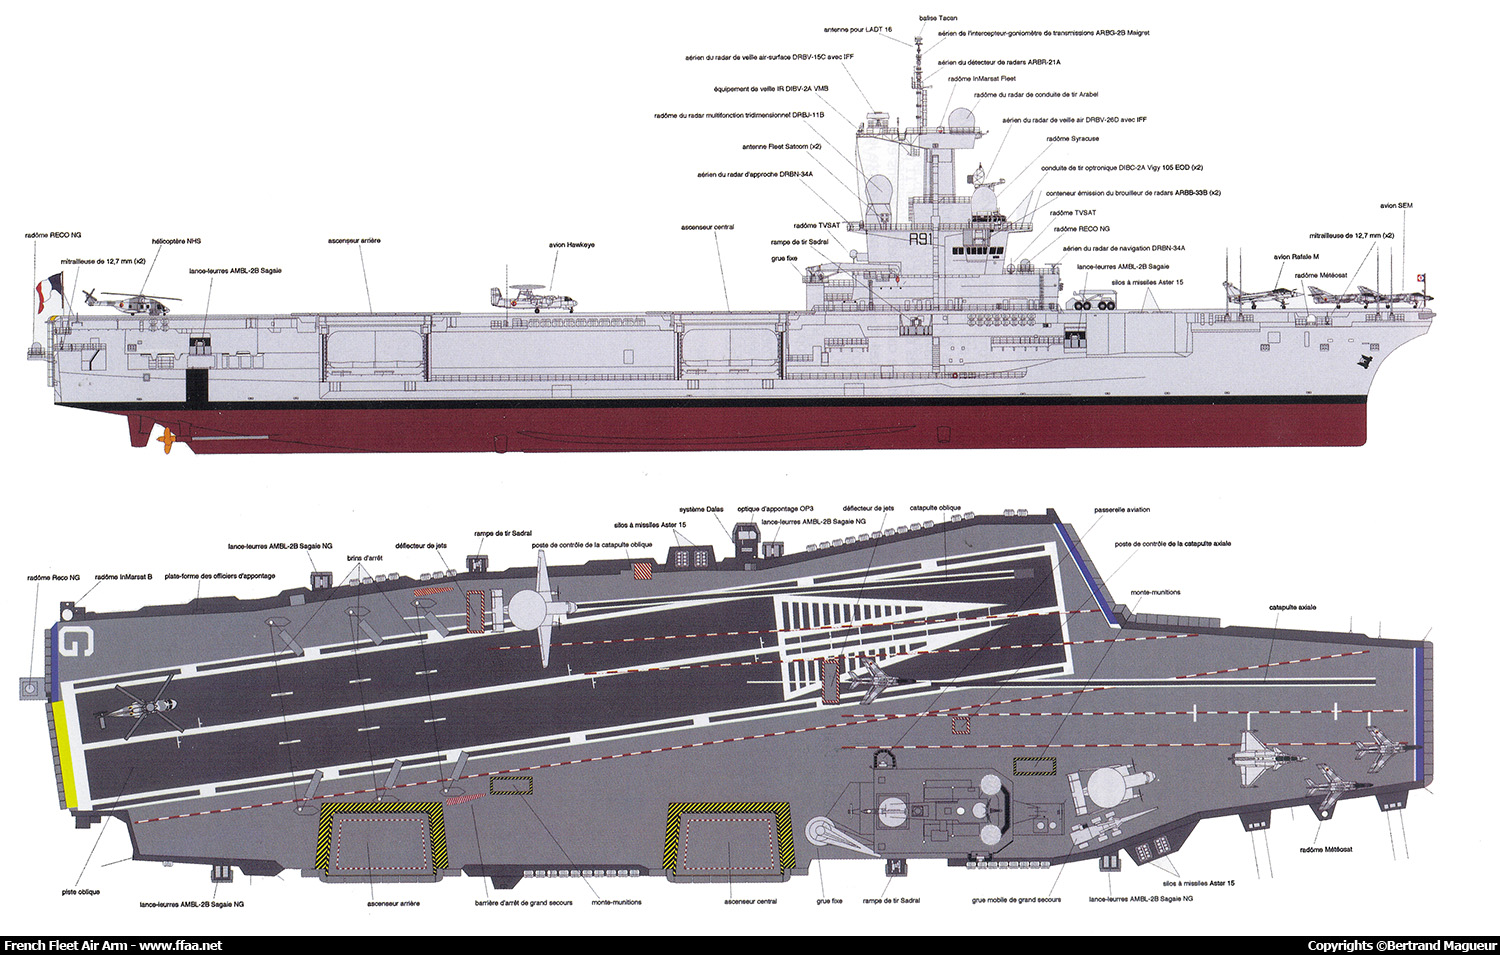 balise Tacan
antenne pour LADT 16
aérien de l'intercepteur-goniomètre de transmissions ARBG-2B Maigret
aérien du radar de veille air-surface DRBV-15C avec IFF
aérien du détecteur de radars ARBR-21A
radôme InMarsat Fleet
équipement de veille IR DIBV-2A VMB
radôme du radar de conduite de tir Arabel
radôme du radar multifonction tridimensionnel DRBJ-11B
aérien du radar de veille air DRBV-26D avec IFF
radôme Syracuse
antenne Fleet Satcom (x2)
conduite de tir optronique DIBC-2A Vigy 105 EOD (x2)
aérien du radar d'approche DRBN-34A
conteneur émission du brouilleur de radars ARBB-33B (x2)
avion SEM
radôme TVSAT
ascenseur central
radôme TVSAT
radôme RECO NG
radôme RECO NG
mitrailleuse de 12,7 mm (x2)
hélicoptère NHS
ascenseur arrière
avion Hawkeye
rampe de tir Sadral
A91
aérien du radar de navigation DRBN-34A
avion Rafale M
grue fixe
mitrailleuse de 12,7 mm (x2)
lance-leurres AMBL-2B Sagaie
lance-leurres AMBL-2B Sagaie
radôme Météosat
silos à missiles Aster 15
système Dalas
optique d'appontage OP3
déflecteur de jets
catapulte oblique
passerelle aviation
lance-leurres AMBL-2B Sagaie NG
silos à missiles Aster 15
rampe de tir Sadral
lance-leurres AMBL-2B Sagaie NG
déflecteur de jets
poste de contrôle de la catapulte oblique
poste de contrôle de la catapulte axiale
brins d'arrêt
radôme Reco NG
radôme InMarsat B
plate-forme des officiers d'appontage
monte-munitions
catapulte axiale
G
radôme Météosat
piste oblique
lance-leurres AMBL-2B Sagaie NG
ascenseur arrière
barrière d'arrêt de grand secours
monte-munitions
ascenseur central
grue fixe
rampe de tir Sadral
grue mobile de grand secours
lance-leurres AMBL-2B Sagaie NG
silos à missiles Aster 15
French Fleet Air Arm - www.ffaa.net
Copyrights ©Bertrand Magueur